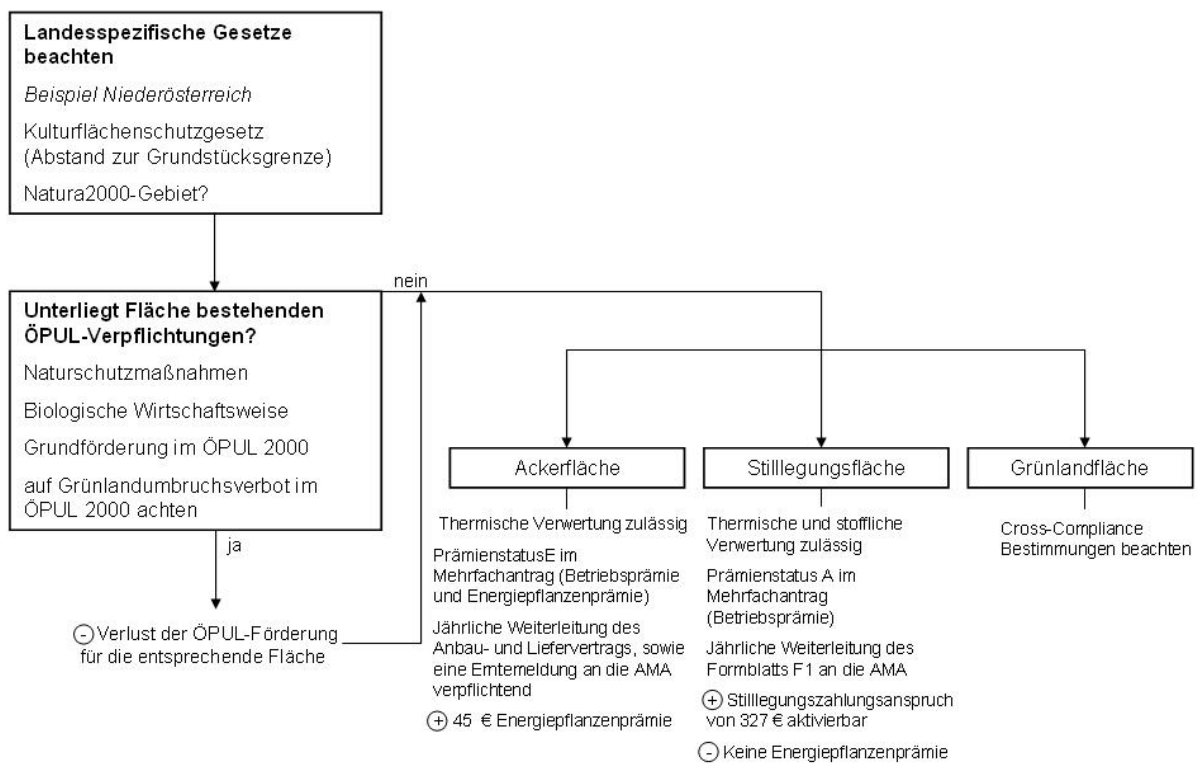 Landesspezifische Gesetze
beachten
Beispiel Niederösterreich
Kulturflächenschutzgesetz
(Abstand zur Grundstücksgrenze)
Natura2000-Gebiet?
nein
Unterliegt Fläche bestehenden
ÖPUL-Verpflichtungen?
Naturschutzmaßnahmen
Biologische Wirtschaftsweise
Grundförderung im ÖPUL 2000
auf Grünlandumbruchsverbot im
ÖPUL 2000 achten
ja
- Verlust der ÖPUL-Förderung
für die entsprechende Fläche
Ackerfläche
Thermische Verwertung zulässig
PrämienstatusE im
Mehrfachantrag (Betriebsprämie
und Energiepflanzenprämie)
Jährliche Weiterleitung des
Anbau- und Liefervertrags, sowie
eine Erntemeldung an die AMA
verpflichtend
+ 45 € Energiepflanzenprämie
Stilllegungsfläche
Thermische und stoffliche
Verwertung zulässig
Prämienstatus A im
Mehrfachantrag
(Betriebsprämie)
Jährliche Weiterleitung des
Formblatts F1 an die AMA
+ Stilllegungszahlungsanspruch
von 327 € aktivierbar
- Keine Energiepflanzenprämie
Grünlandfläche
Cross-Compliance
Bestimmungen beachten